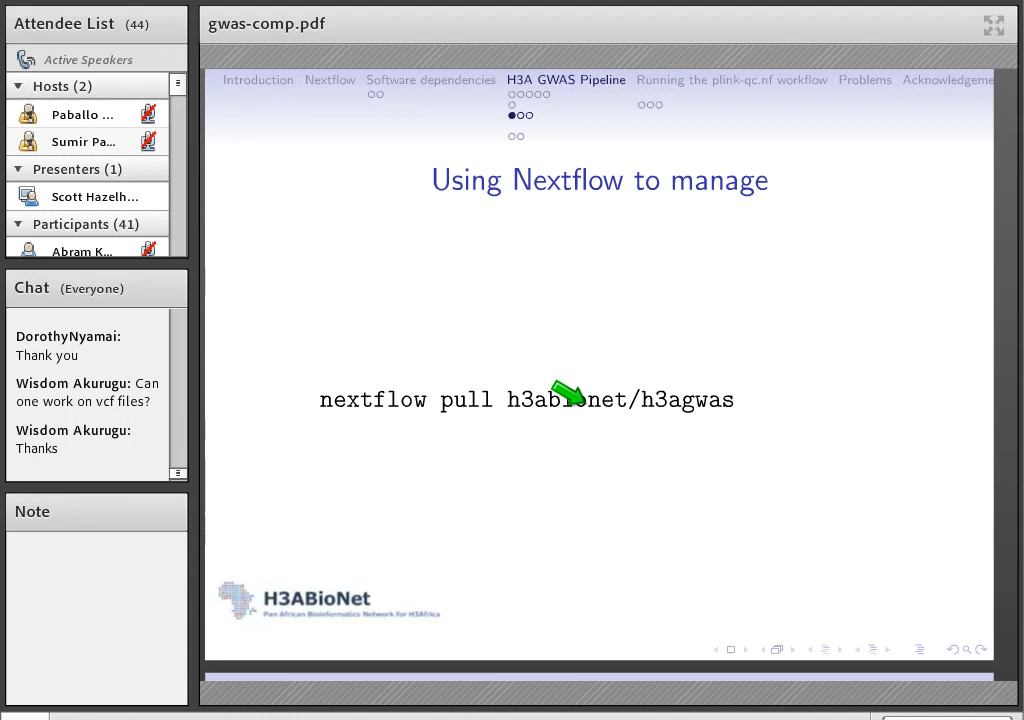 Attendee List (44)
Active Speakers
Hosts (2)
Paballo ...
Sumir Pa...
Presenters (1)
Scott Hazelh...
Participants (41)
Abram K...
Chat (Everyone)
DorothyNyamai:
Thank you
Wisdom Akurugu: Can
one work on vcf files?
Wisdom Akurugu:
Thanks
Note
gwas-comp.pdf
Introduction Nextflow Software dependencies H3A GWAS Pipeline Running the plink-qc.nf workflow Problems Acknowledgeme
Using Nextflow to manage
nextflow pull h3abionet/h3agwas
H3ABioNet
Pan African Bioinformatics Network for H3Africa